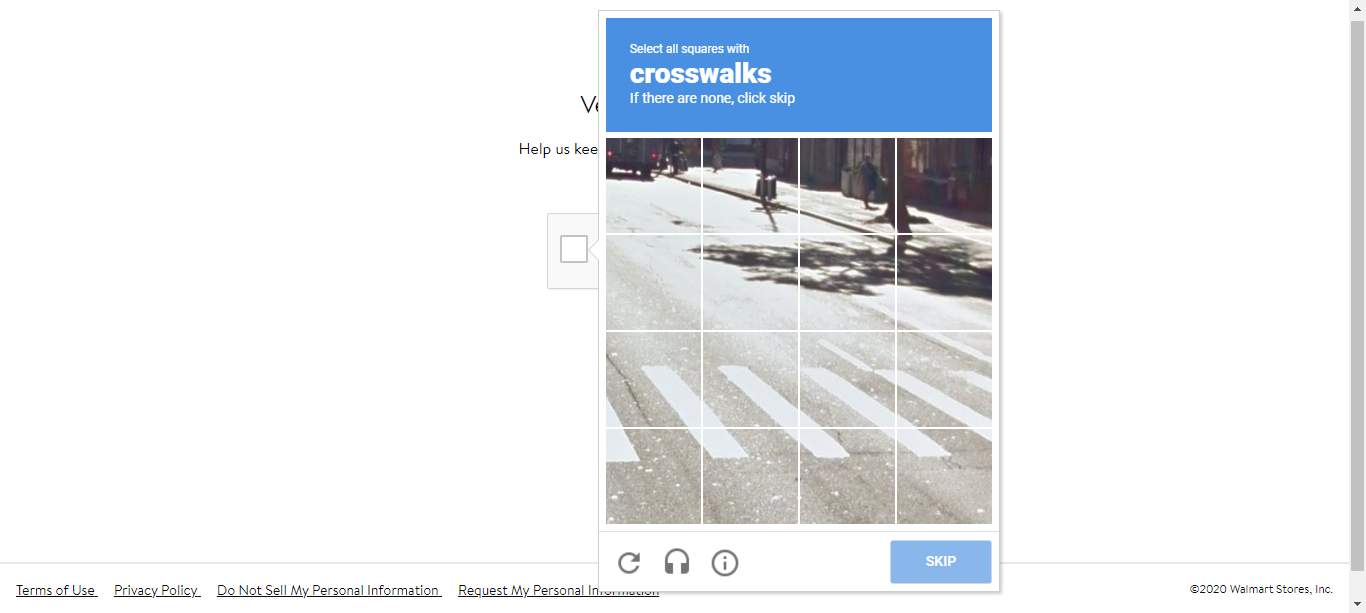 Select all squares with
crosswalks
If there are none, click skip
Ve
Help us kee
SKIP
Terms of Use
Privacy Policy
Do Not Sell My Personal Information
Request My Personal Information
©2020 Walmart Stores, Inc.